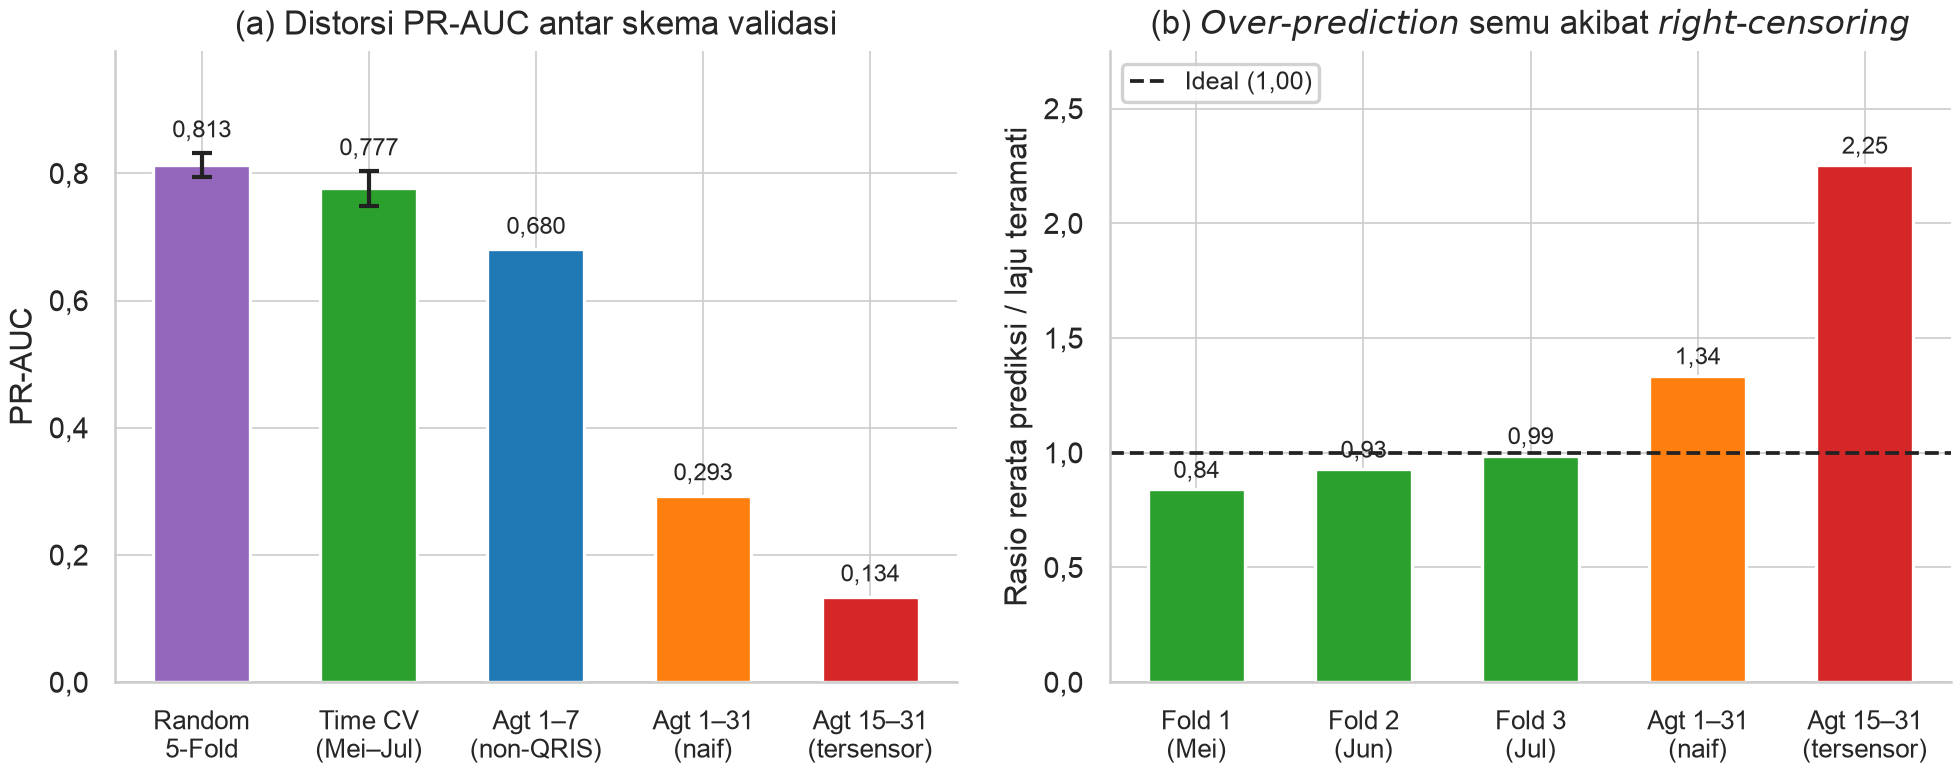 (a) Distorsi PR-AUC antar skema validasi
PR-AUC
0,8
0,6
0,4
0,2
0,0
0,813
0,777
0,680
0,293
0,134
Random
5-Fold
Time CV
(Mei–Jul)
Agt 1–7
(non-QRIS)
Agt 1–31
(naif)
Agt 15–31
(tersensor)
(b) Over-prediction semu akibat right-censoring
Ideal (1,00)
Rasio rerata prediksi / laju teramati
2,5
2,0
1,5
1,0
0,5
0,0
0,84
0,93
0,99
1,34
2,25
Fold 1
(Mei)
Fold 2
(Jun)
Fold 3
(Jul)
Agt 1–31
(naif)
Agt 15–31
(tersensor)